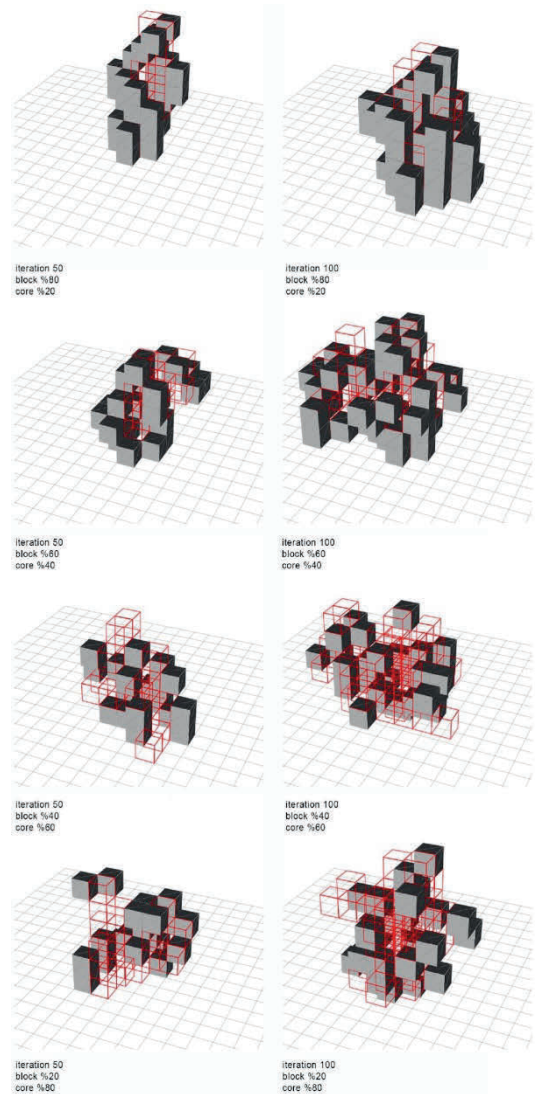 iteration 50
block %80
core %20
iteration 100
block %80
core %20
iteration 50
block %60
core %40
iteration 100
block %60
core %40
iteration 50
block %40
core %60
iteration 100
block %40
core %60
iteration 50
block %20
core %80
iteration 100
block %20
core %80